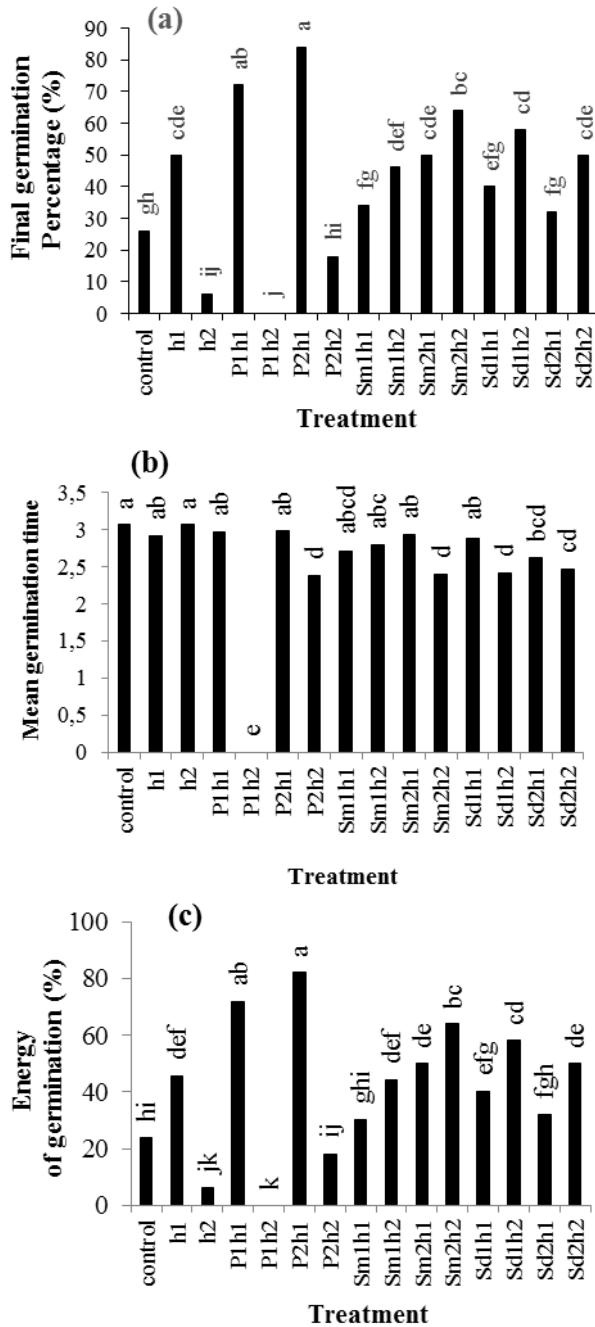 (a)
Final germination
Percentage (%)
90
80
70
60
50
40
30
20
10
0
gh
cde
ij
ab
j
a
hi
fg
def
cde
bc
efg
cd
fg
cde
control
h1
h2
P1h1
P1h2
P2h1
P2h2
Sm1h1
Sm1h2
Sm2h1
Sm2h2
Sd1h1
Sd1h2
Sd2h1
Sd2h2
Treatment
(b)
Mean germination time
3,5
3
2,5
2
1,5
1
0,5
0
a
ab
a
ab
e
ab
d
abcd
abc
ab
d
ab
d
bcd
cd
control
h1
h2
P1h1
P1h2
P2h1
P2h2
Sm1h1
Sm1h2
Sm2h1
Sm2h2
Sd1h1
Sd1h2
Sd2h1
Sd2h2
Treatment
(c)
Energy
of germination (%)
100
80
60
40
20
0
hi
def
jk
ab
k
a
ij
ghi
def
de
bc
efg
cd
fgh
de
control
h1
h2
P1h1
P1h2
P2h1
P2h2
Sm1h1
Sm1h2
Sm2h1
Sm2h2
Sd1h1
Sd1h2
Sd2h1
Sd2h2
Treatment